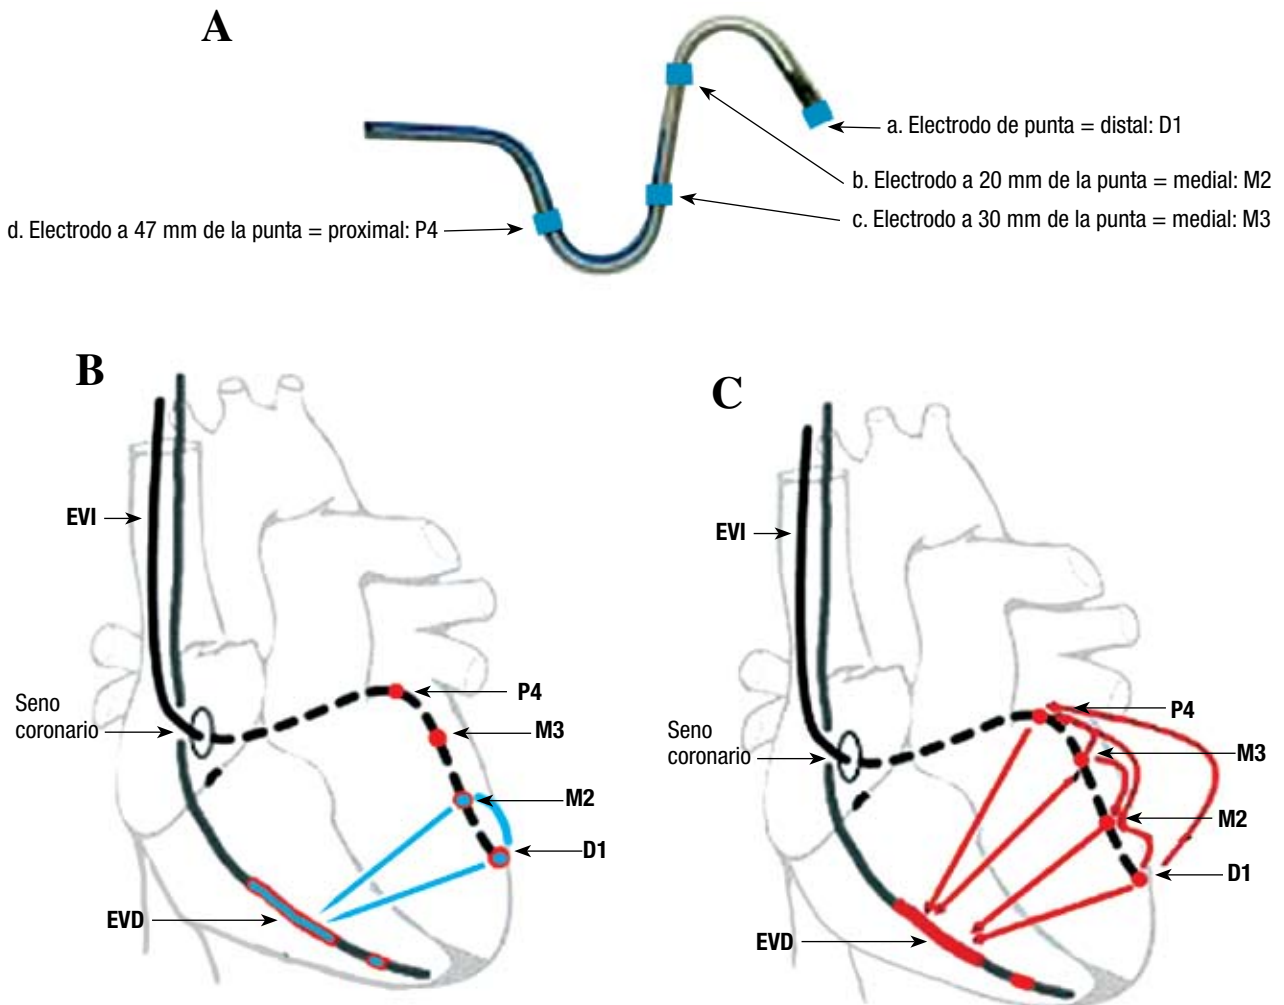 A
a. Electrodo de punta = distal: D1
b. Electrodo a 20 mm de la punta = medial: M2
c. Electrodo a 30 mm de la punta = medial: M3
d. Electrodo a 47 mm de la punta = proximal: P4
B
EVI
Seno
coronario
P4
M3
M2
D1
EVD
C
EVI
Seno
coronario
P4
M3
M2
D1
EVD